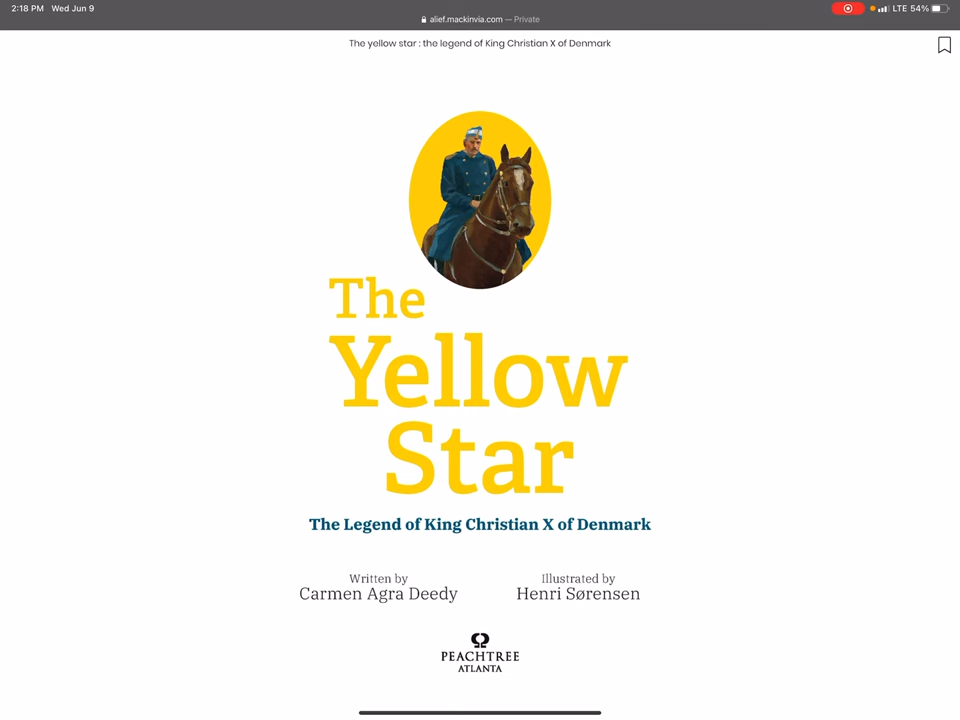 2:18 PM Wed Jun 9
LTE 54%
alief.mackinvia.com — Private
The yellow star : the legend of King Christian X of Denmark
The
Yellow
Star
The Legend of King Christian X of Denmark
Written by
Carmen Agra Deedy
Illustrated by
Henri Sørensen
PEACHTREE
ATLANTA